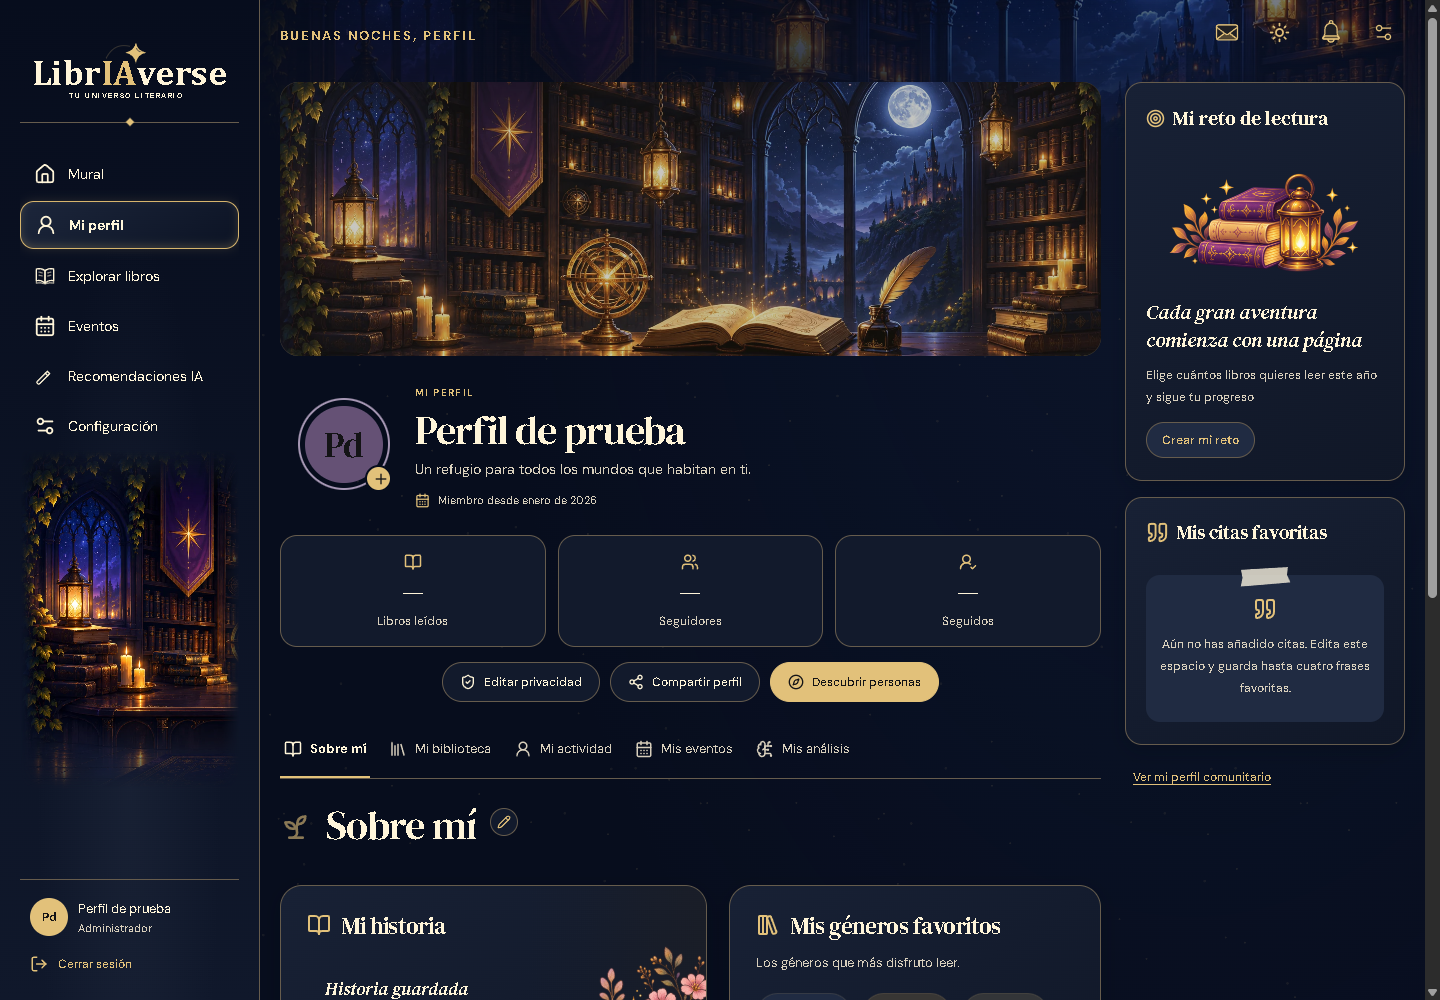 LibrIAverse
TU UNIVERSO LITERARIO
Mural
Mi perfil
Explorar libros
Eventos
Recomendaciones IA
Configuración
Pd
Perfil de prueba
Administrador
Cerrar sesión
BUENAS NOCHES, PERFIL
Pd
MI PERFIL
Perfil de prueba
Un refugio para todos los mundos que habitan en ti.
Miembro desde enero de 2026
—
Libros leídos
—
Seguidores
—
Seguidos
Editar privacidad
Compartir perfil
Descubrir personas
Sobre mí
Mi biblioteca
Mi actividad
Mis eventos
Mis análisis
Sobre mí
Mi historia
Historia guardada
Mis géneros favoritos
Los géneros que más disfruto leer.
Mi reto de lectura
Cada gran aventura
comienza con una página
Elige cuántos libros quieres leer este año
y sigue tu progreso
Crear mi reto
Mis citas favoritas
Aún no has añadido citas. Edita este
espacio y guarda hasta cuatro frases
favoritas.
Ver mi perfil comunitario